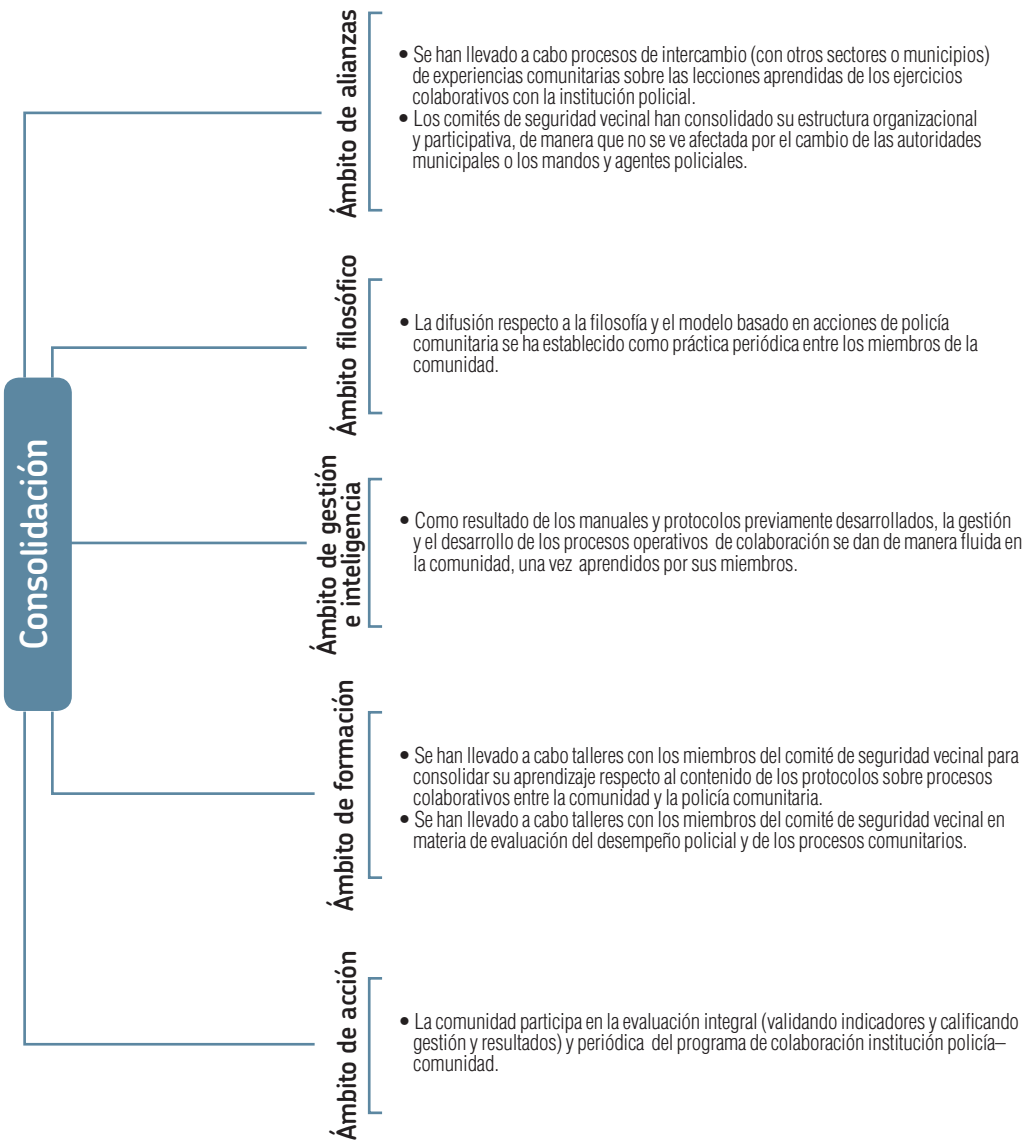 Consolidación
Ámbito de alianzas
• Se han llevado a cabo procesos de intercambio (con otros sectores o municipios)
de experiencias comunitarias sobre las lecciones aprendidas de los ejercicios
colaborativos con la institución policial.
• Los comités de seguridad vecinal han consolidado su estructura organizacional
y participativa, de manera que no se ve afectada por el cambio de las autoridades
municipales o los mandos y agentes policiales.
Ámbito filosófico
• La difusión respecto a la filosofía y el modelo basado en acciones de policía
comunitaria se ha establecido como práctica periódica entre los miembros de la
comunidad.
Ámbito de gestión
e inteligencia
• Como resultado de los manuales y protocolos previamente desarrollados, la gestión
y el desarrollo de los procesos operativos de colaboración se dan de manera fluida en
la comunidad, una vez aprendidos por sus miembros.
Ámbito de formación
• Se han llevado a cabo talleres con los miembros del comité de seguridad vecinal para
consolidar su aprendizaje respecto al contenido de los protocolos sobre procesos
colaborativos entre la comunidad y la policía comunitaria.
• Se han llevado a cabo talleres con los miembros del comité de seguridad vecinal en
materia de evaluación del desempeño policial y de los procesos comunitarios.
Ámbito de acción
• La comunidad participa en la evaluación integral (validando indicadores y calificando
gestión y resultados) y periódica del programa de colaboración institución policía–
comunidad.